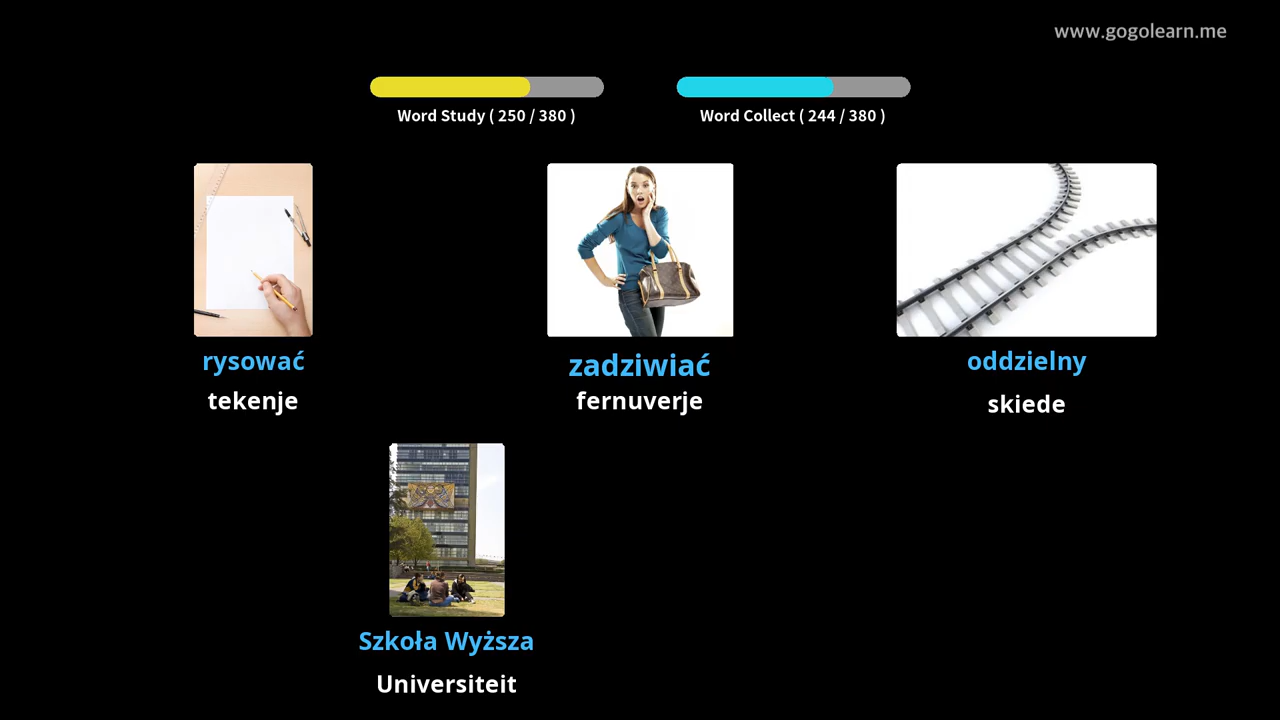 www.gogolearn.me
Word Study ( 250 / 380 )
Word Collect ( 244 / 380 )
rysować
tekenje
zadziwiać
fernuverje
oddzielny
skiede
Szkoła Wyższa
Universiteit